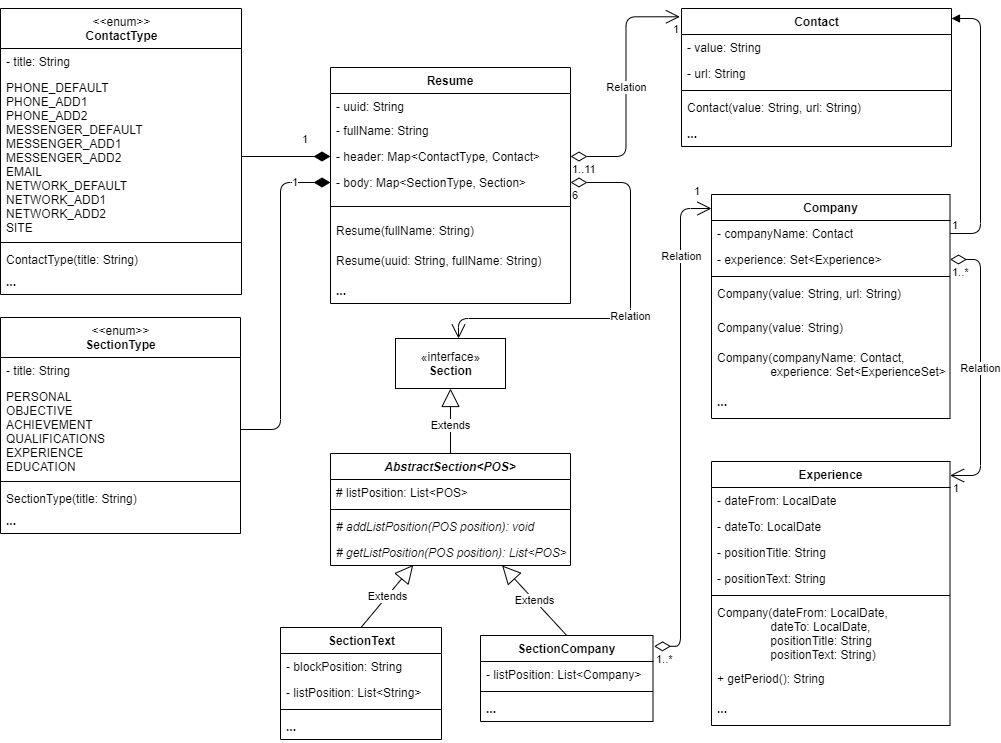 <<enum>>
ContactType
- title: String
PHONE_DEFAULT
PHONE_ADD1
PHONE_ADD2
MESSENGER_DEFAULT
MESSENGER_ADD1
MESSENGER_ADD2
EMAIL
NETWORK_DEFAULT
NETWORK_ADD1
NETWORK_ADD2
SITE
ContactType(title: String)
...
<<enum>>
SectionType
- title: String
PERSONAL
OBJECTIVE
ACHIEVEMENT
QUALIFICATIONS
EXPERIENCE
EDUCATION
SectionType(title: String)
...
1
1
Resume
- uuid: String
- fullName: String
- header: Map<ContactType, Contact>
- body: Map<SectionType, Section>
Resume(fullName: String)
Resume(uuid: String, fullName: String)
...
1..11
6
Relation
1
Relation
«interface»
Section
Extends
AbstractSection<POS>
# listPosition: List<POS>
# addListPosition(POS position): void
# getListPosition(POS position): List<POS>
Extends
Extends
SectionText
- blockPosition: String
- listPosition: List<String>
...
SectionCompany
- listPosition: List<Company>
...
1..*
Relation
1
Contact
- value: String
- url: String
Contact(value: String, url: String)
...
Company
- companyName: Contact
- experience: Set<Experience>
Company(value: String, url: String)
Company(value: String)
Company(companyName: Contact,
experience: Set<ExperienceSet>
...
1
1..*
Relation
1
Experience
- dateFrom: LocalDate
- dateTo: LocalDate
- positionTitle: String
- positionText: String
Company(dateFrom: LocalDate,
dateTo: LocalDate,
positionTitle: String
positionText: String)
+ getPeriod(): String
...